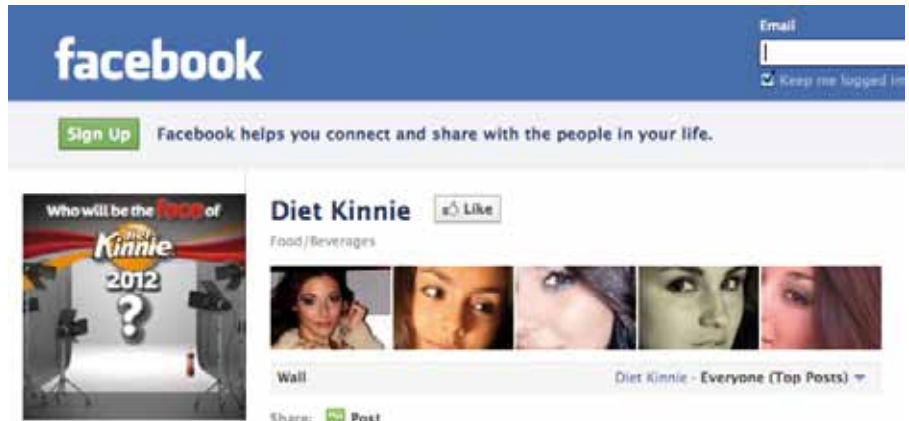 facebook
Email
Keep me logged in
Sign Up Facebook helps you connect and share with the people in your life.
Who will be the face of
diet
Kinnie
2012
?
Diet Kinnie Like
Food/Beverages
Wall Diet Kinnie - Everyone (Top Posts)
Share: Post